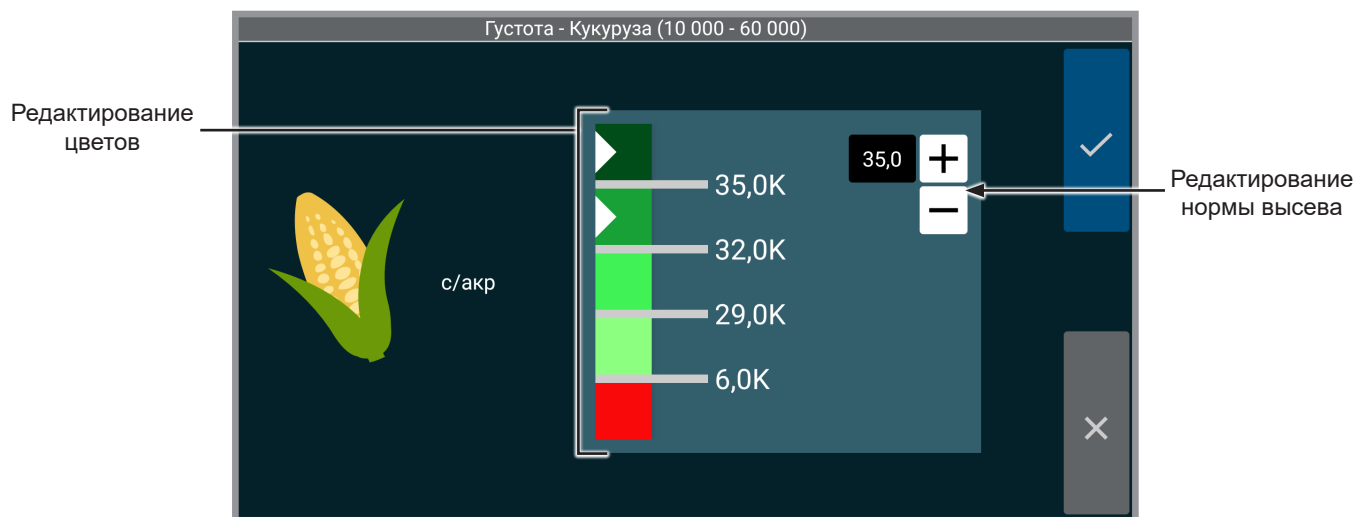 Густота - Кукуруза (10 000 - 60 000)
Редактирование
цветов
35,0
35,0K
Редактирование
нормы высева
32,0K
с/акр
29,0K
6,0K